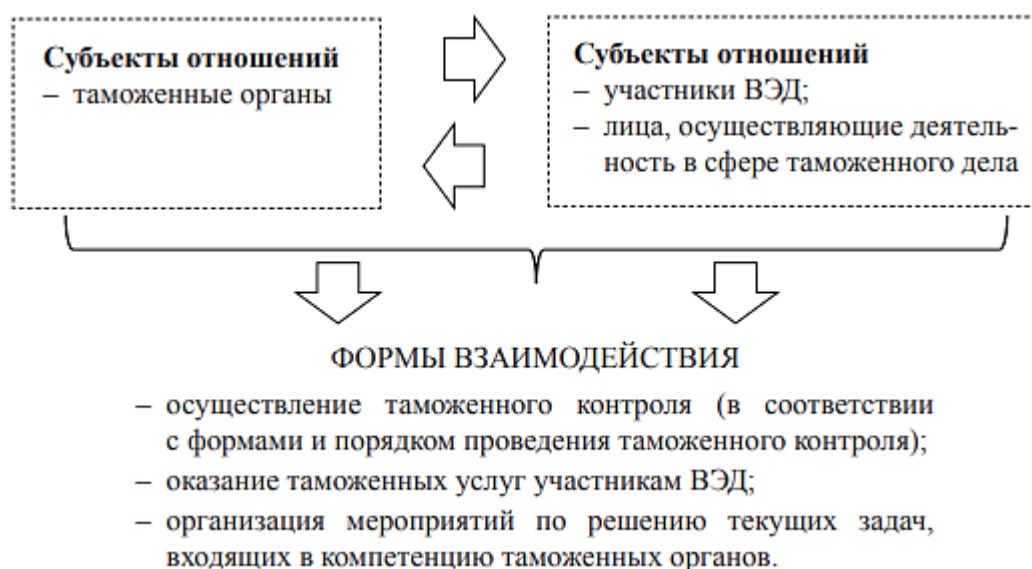 Субъекты отношений
– таможенные органы
Субъекты отношений
– участники ВЭД;
– лица, осуществляющие деятель-
ность в сфере таможенного дела
ФОРМЫ ВЗАИМОДЕЙСТВИЯ
– осуществление таможенного контроля (в соответствии
с формами и порядком проведения таможенного контроля);
– оказание таможенных услуг участникам ВЭД;
– организация мероприятий по решению текущих задач,
входящих в компетенцию таможенных органов.